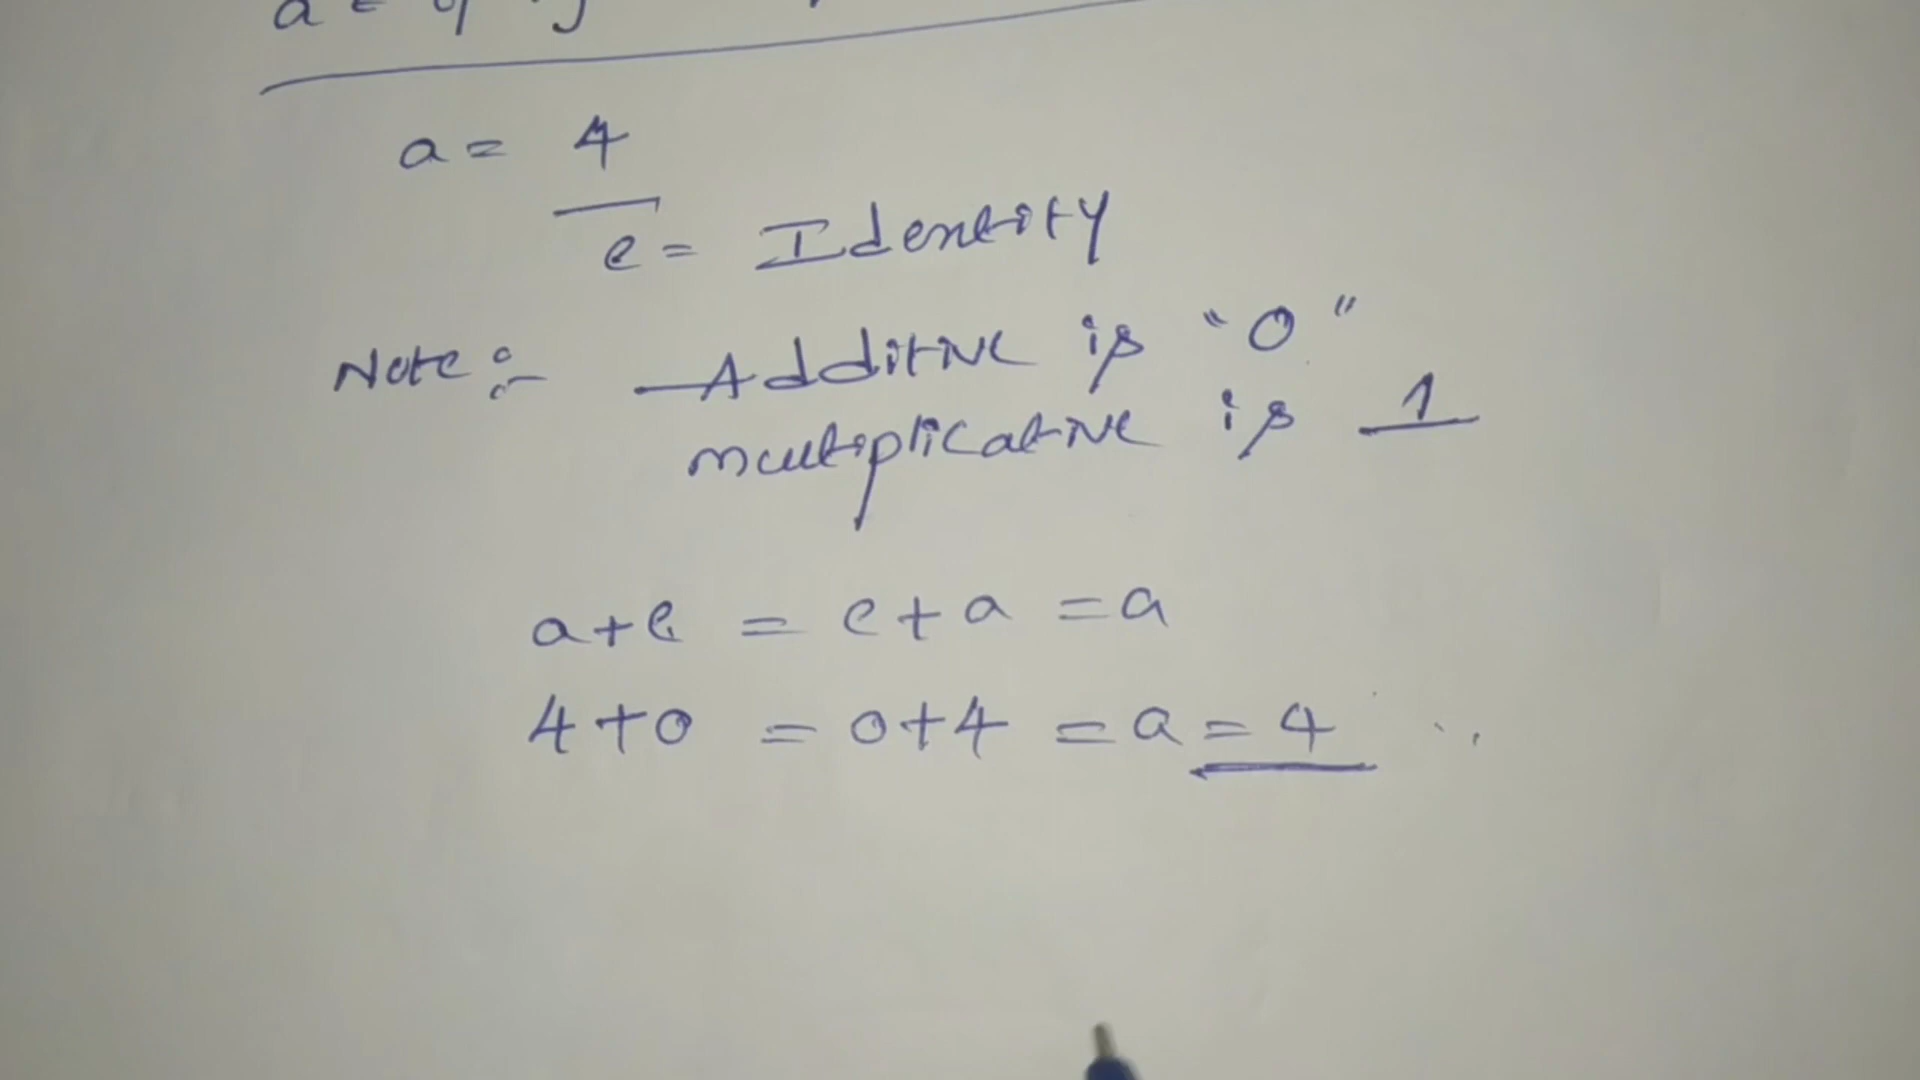 a = 4
e = Identity
Note :- Additive is "0"
multiplicative is 1
a+e = e+a =a
4+0 = 0+4 =a = 4